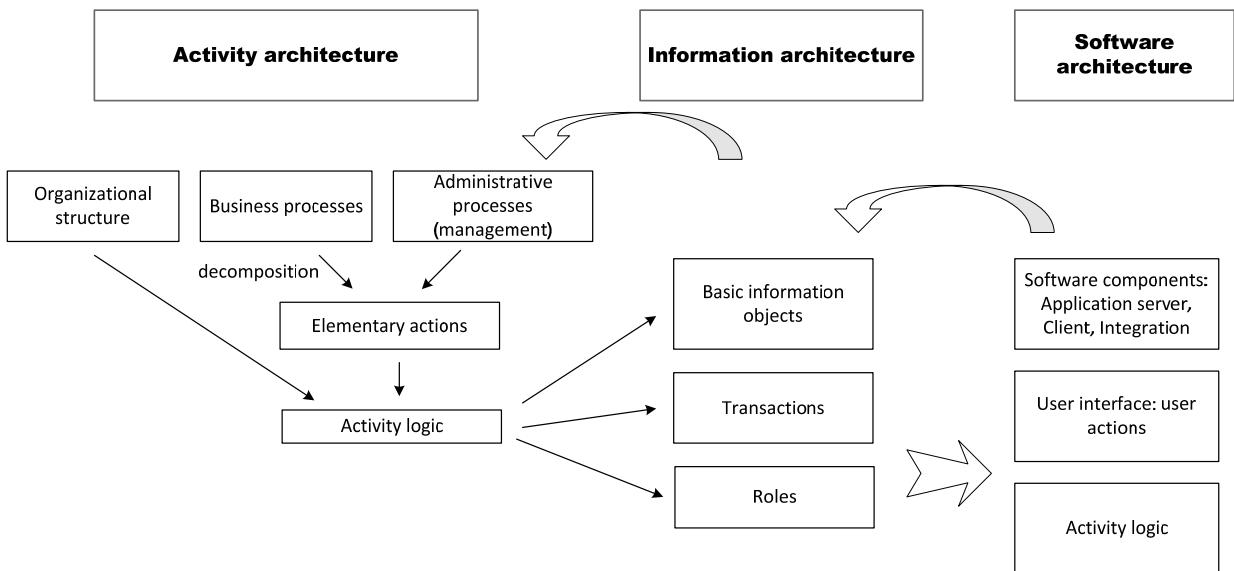 Activity architecture
Information architecture
Software
architecture
Organizational
structure
Business processes
Administrative
processes
(management)
decomposition
Elementary actions
Activity logic
Basic information
objects
Transactions
Roles
Software components:
Application server,
Client, Integration
User interface: user
actions
Activity logic